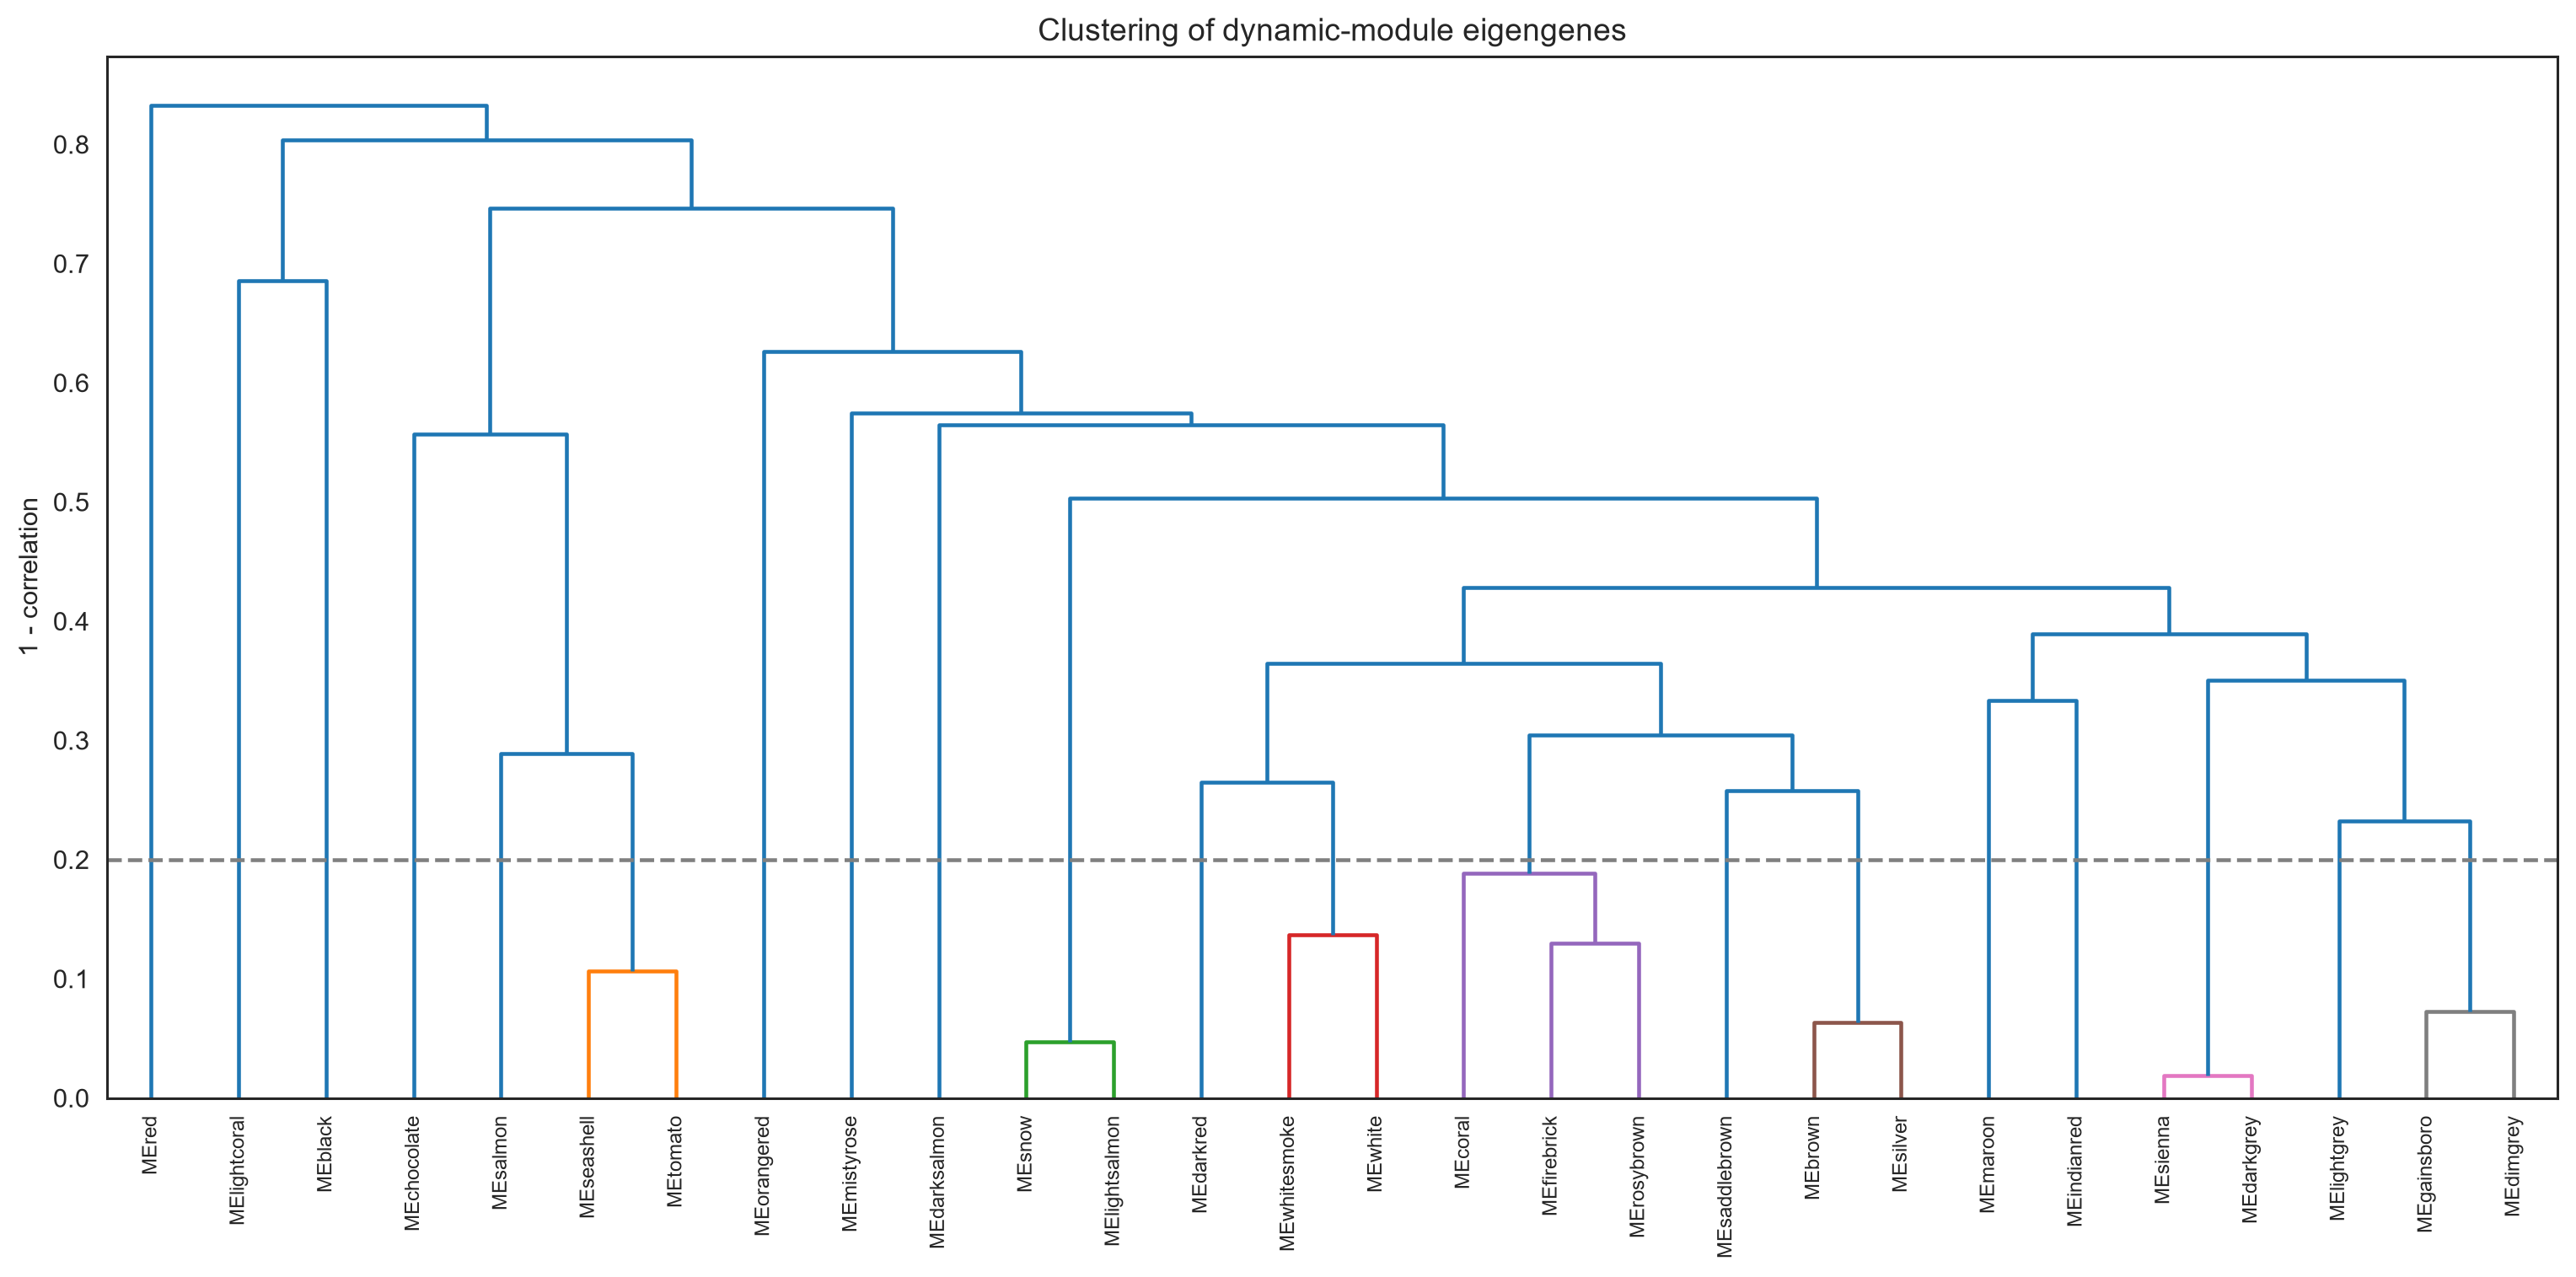 Clustering of dynamic-module eigengenes
1 - correlation
0.8
0.7
0.6
0.5
0.4
0.3
0.2
0.1
0.0
MEred
MElightcoral
MEblack
MEchocolate
MEsalmon
MEseashell
MEtomato
MEorangered
MEmistyrose
MEdarksalmon
MEsnow
MElightsalmon
MEdarkred
MEwhitesmoke
MEwhite
MEcoral
MEfirebrick
MErosybrown
MEsaddlebrown
MEbrown
MEsilver
MEmaroon
MEindianred
MEsienna
MEdarkgrey
MElightgrey
MEgainsboro
MEdimgrey